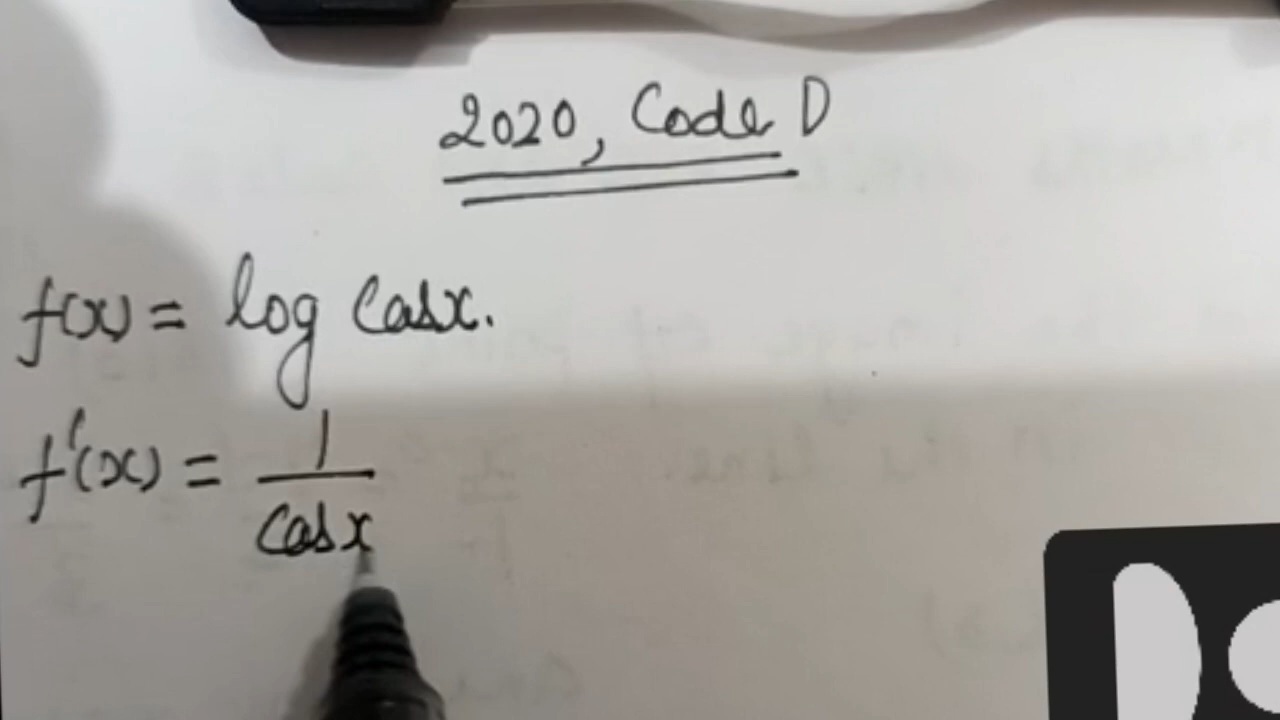 2020, Code D
f(x) = log Cosx.
f'(x) = 1/Cosx